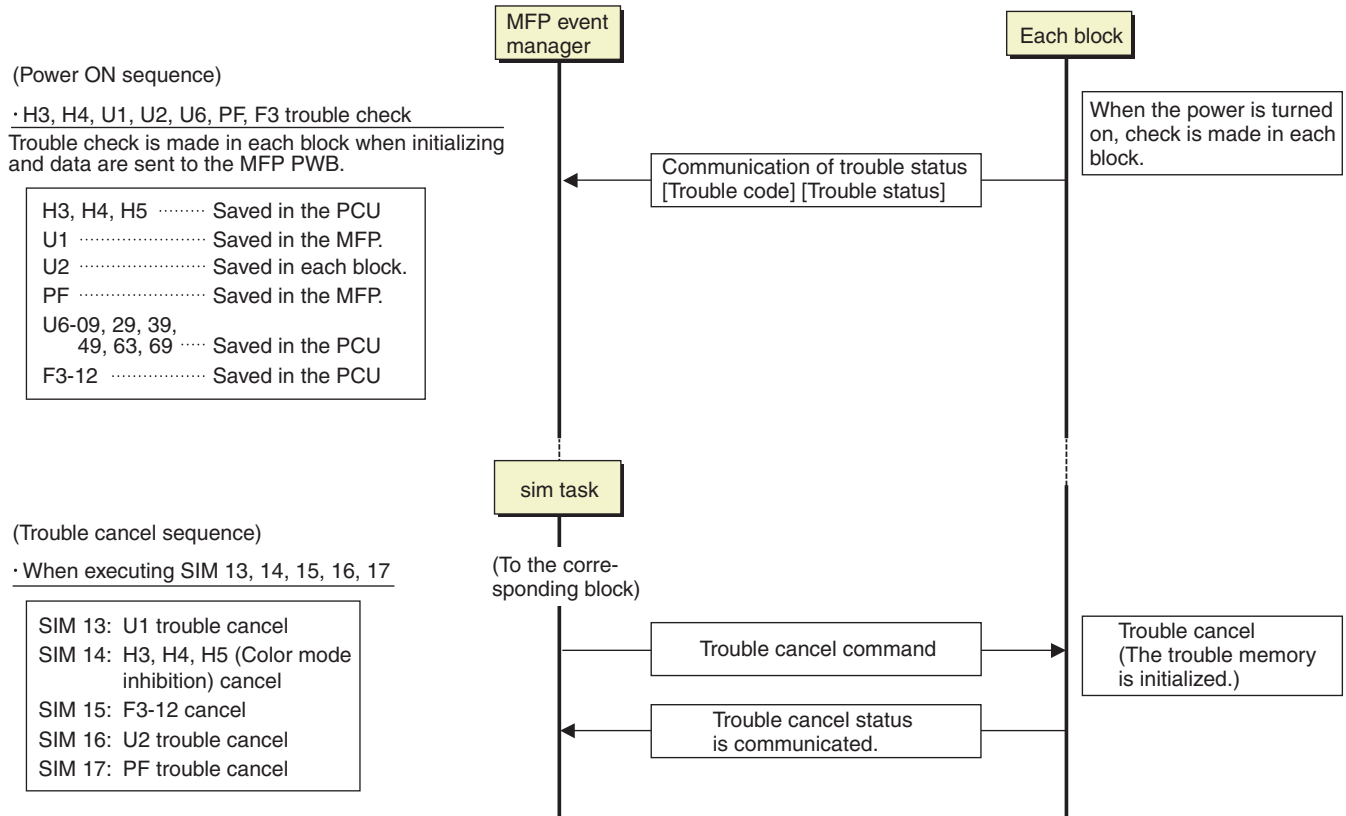 MFP event
manager
Each block
(Power ON sequence)
· H3, H4, U1, U2, U6, PF, F3 trouble check
Trouble check is made in each block when initializing
and data are sent to the MFP PWB.
When the power is turned
on, check is made in each
block.
Communication of trouble status
[Trouble code] [Trouble status]
H3, H4, H5 ········· Saved in the PCU
U1 ························ Saved in the MFP.
U2 ························ Saved in each block.
PF ························ Saved in the MFP.
U6-09, 29, 39,
49, 63, 69 ····· Saved in the PCU
F3-12 ·················· Saved in the PCU
sim task
(Trouble cancel sequence)
· When executing SIM 13, 14, 15, 16, 17
(To the corre-
sponding block)
SIM 13: U1 trouble cancel
SIM 14: H3, H4, H5 (Color mode
inhibition) cancel
SIM 15: F3-12 cancel
SIM 16: U2 trouble cancel
SIM 17: PF trouble cancel
Trouble cancel command
Trouble cancel
(The trouble memory
is initialized.)
Trouble cancel status
is communicated.